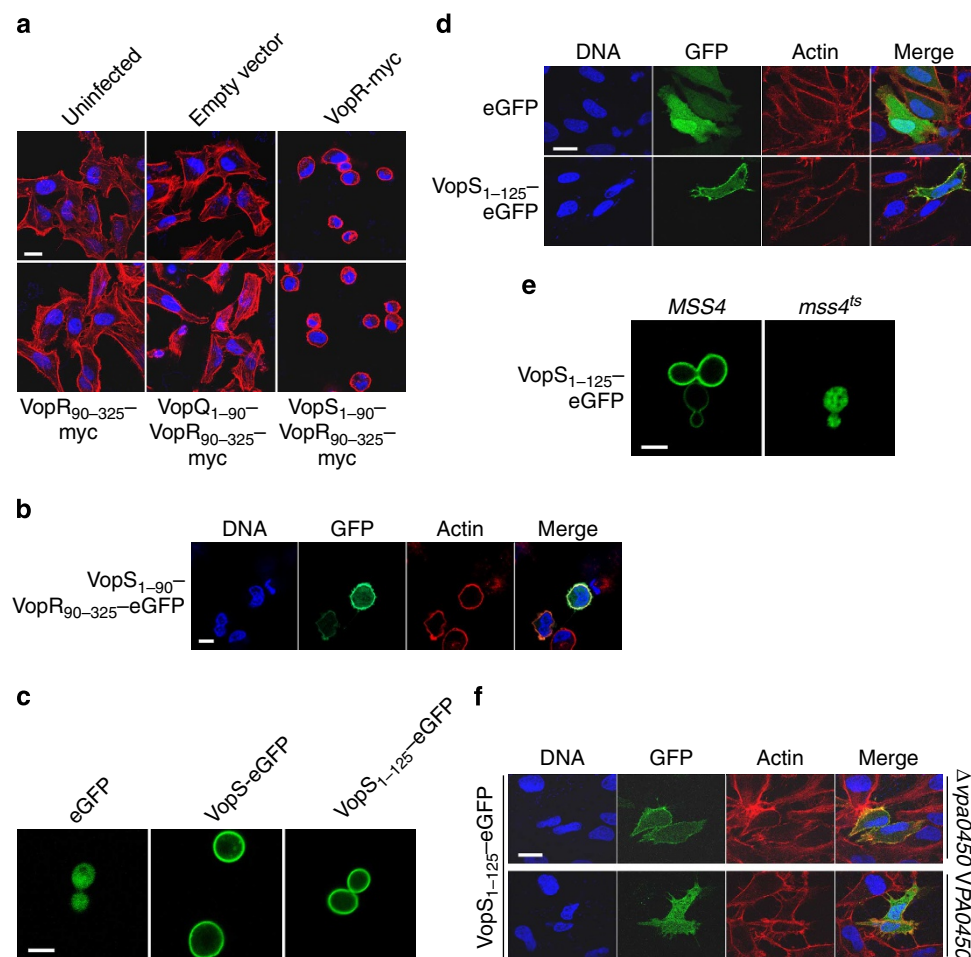 a
Uninfected
Empty vector
VopR-myc
VopR90–325–
myc
VopQ1–90–
VopR90–325–
myc
VopS1–90–
VopR90–325–
myc
b
DNA GFP Actin Merge
VopS1–90–
VopR90–325–eGFP
c
eGFP
VopS-eGFP
VopS1–125–eGFP
d
DNA GFP Actin Merge
eGFP
VopS1–125–
eGFP
e
MSS4 mss4ts
VopS1–125–
eGFP
f
DNA GFP Actin Merge
VopS1–125–eGFP
Δvpa0450
VPA0450